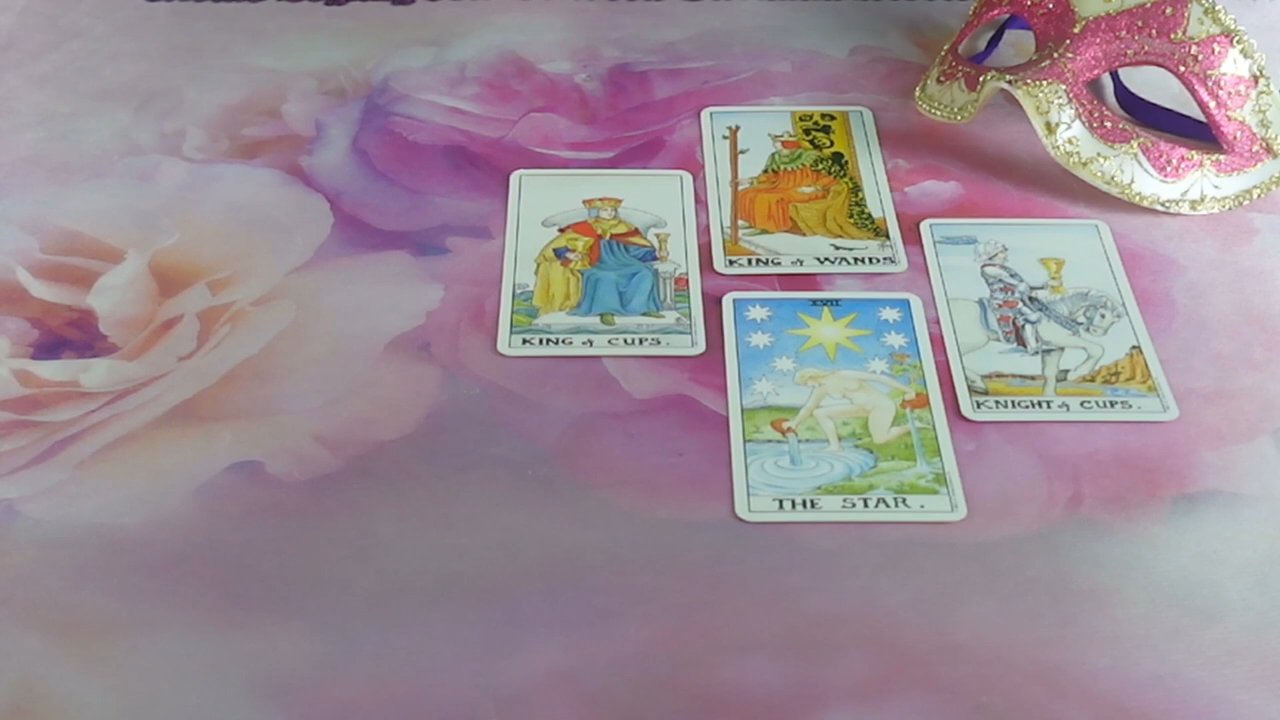 KING of WANDS
KING of CUPS.
KNIGHT of CUPS.
XVII
THE STAR.